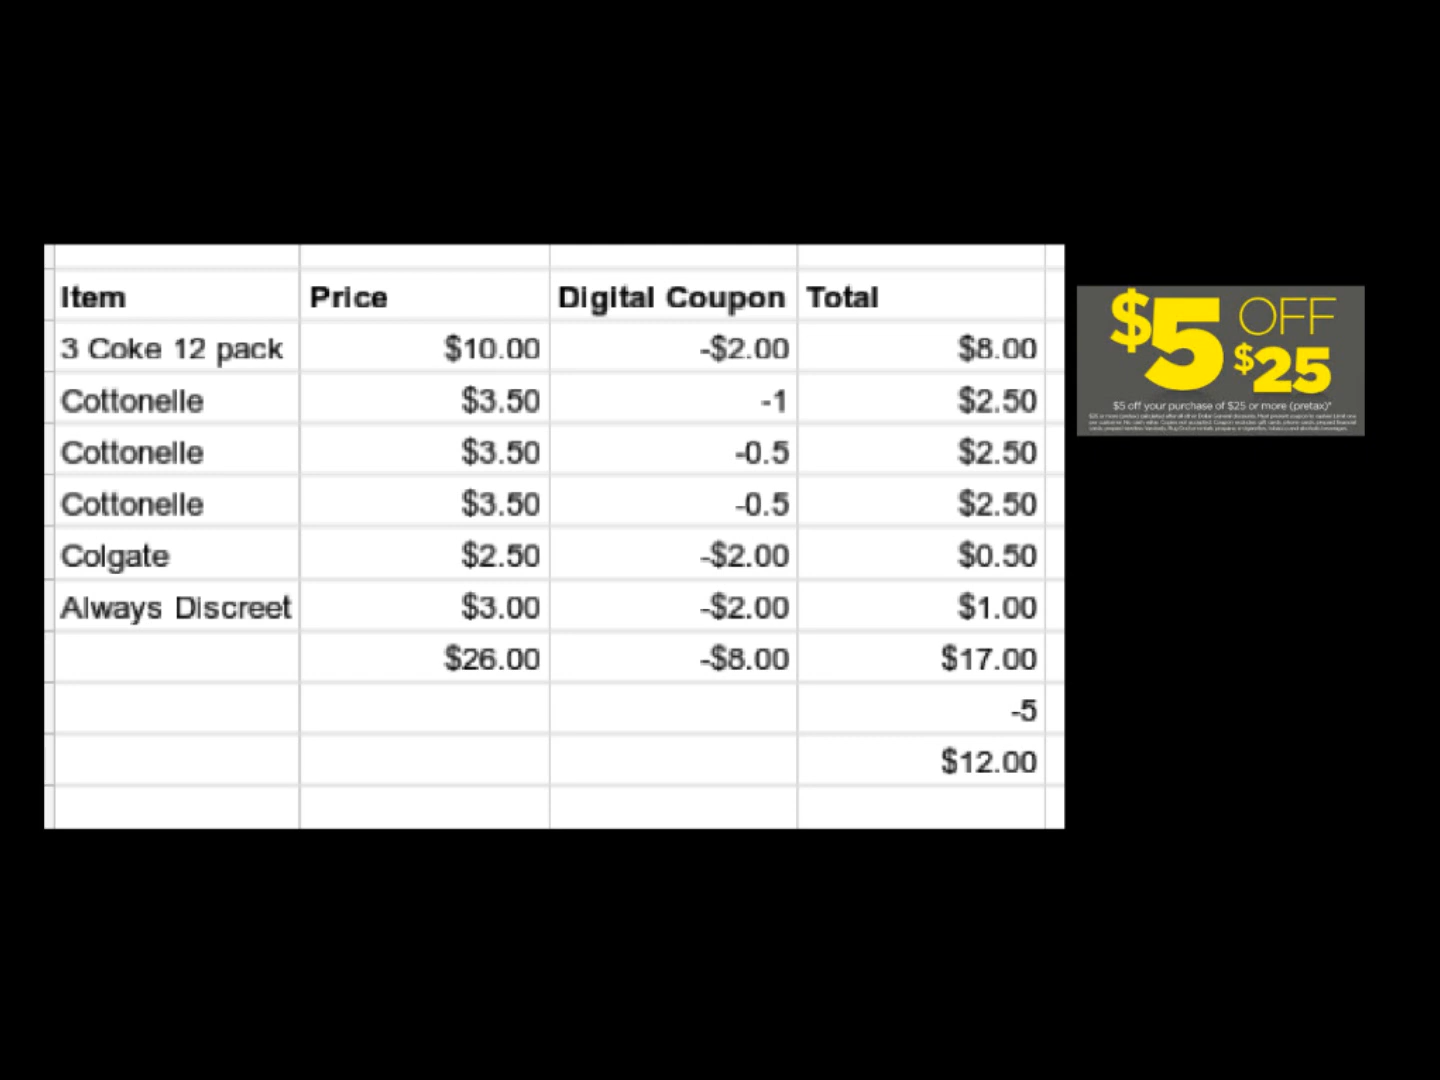 Item Price Digital Coupon Total
3 Coke 12 pack $10.00 -$2.00 $8.00
Cottonelle $3.50 -1 $2.50
Cottonelle $3.50 -0.5 $2.50
Cottonelle $3.50 -0.5 $2.50
Colgate $2.50 -$2.00 $0.50
Always Discreet $3.00 -$2.00 $1.00
$26.00 -$8.00 $17.00
-5
$12.00
$5 OFF
$25
$5 off your purchase of $25 or more (pretax)*